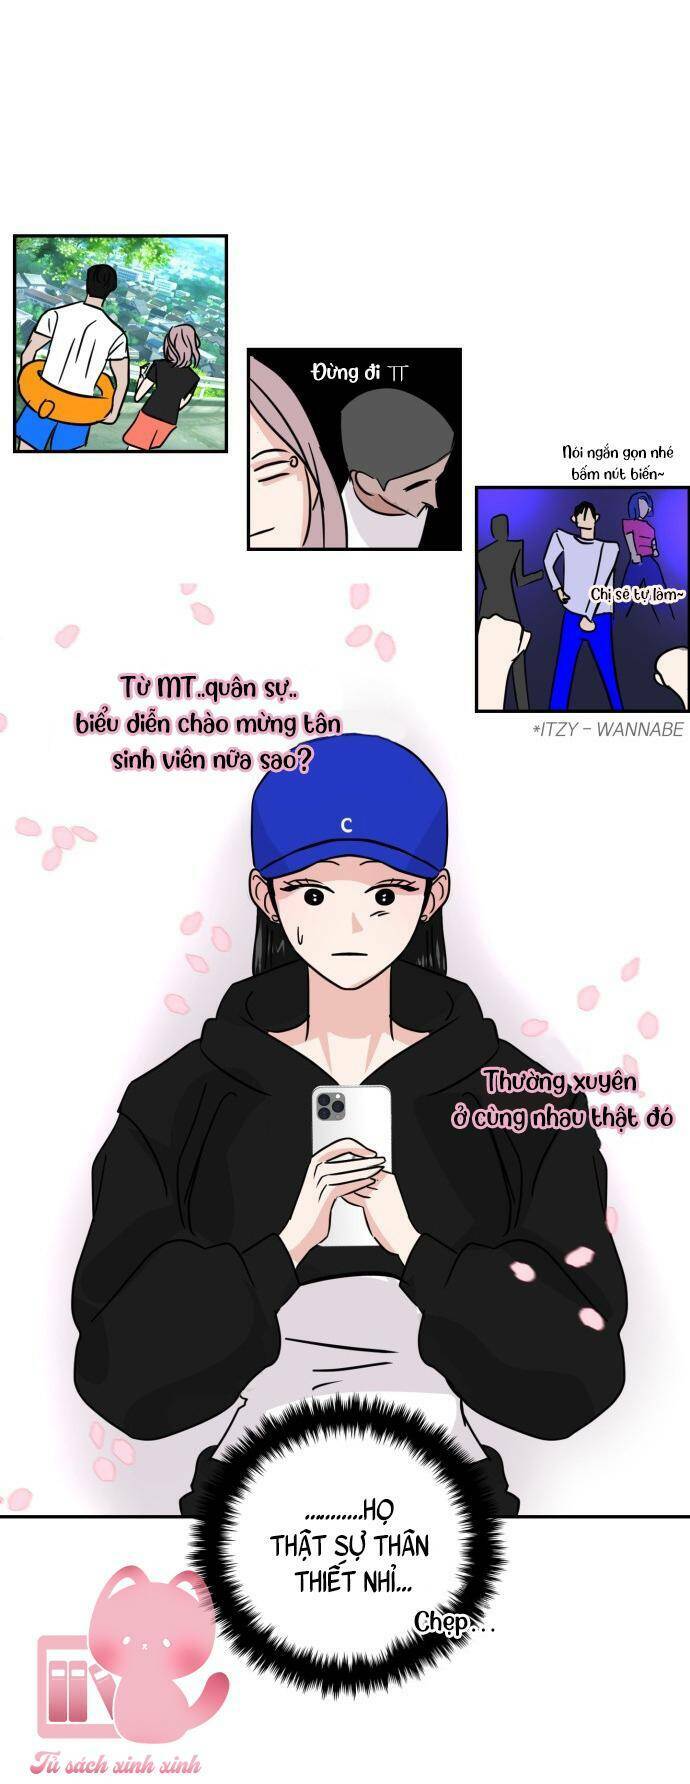 Đừng đi ㅠ
Nói ngắn gọn nhé
bấm nút biến~
Chị sẽ tự làm~
*ITZY - WANNABE
Từ MT..quân sự..
biểu diễn chào mừng tân
sinh viên nữa sao?
C
Thường xuyên
ở cùng nhau thật đó
...........HỌ
THẬT SỰ THÂN
THIẾT NHỈ...
Chẹp...
Tủ sách xinh xinh